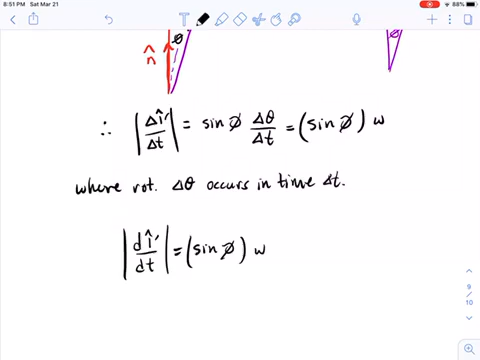 8:51 PM Sat Mar 21
88%
ø
ø
n̂
∴ |Δî′/Δt| = sin ø Δθ/Δt = (sin ø) ω
where rot. Δθ occurs in time Δt.
|dî′/dt| = (sin ø) ω
9
/
10